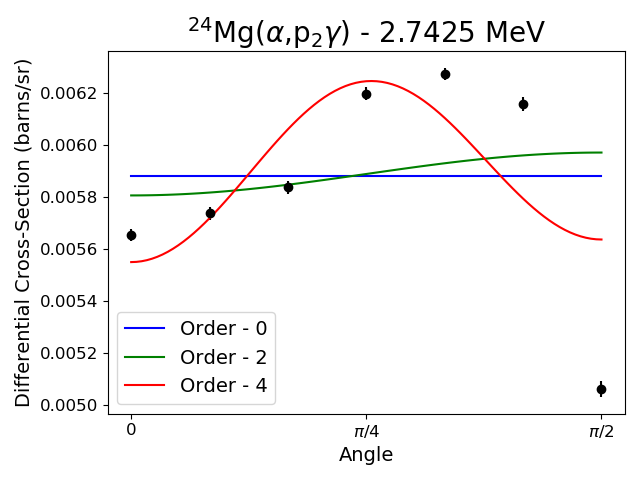 ²⁴Mg(α,p₂γ) - 2.7425 MeV
Differential Cross-Section (barns/sr)
0.0062
0.0060
0.0058
0.0056
0.0054
0.0052
0.0050
Order - 0
Order - 2
Order - 4
0
π/4
π/2
Angle